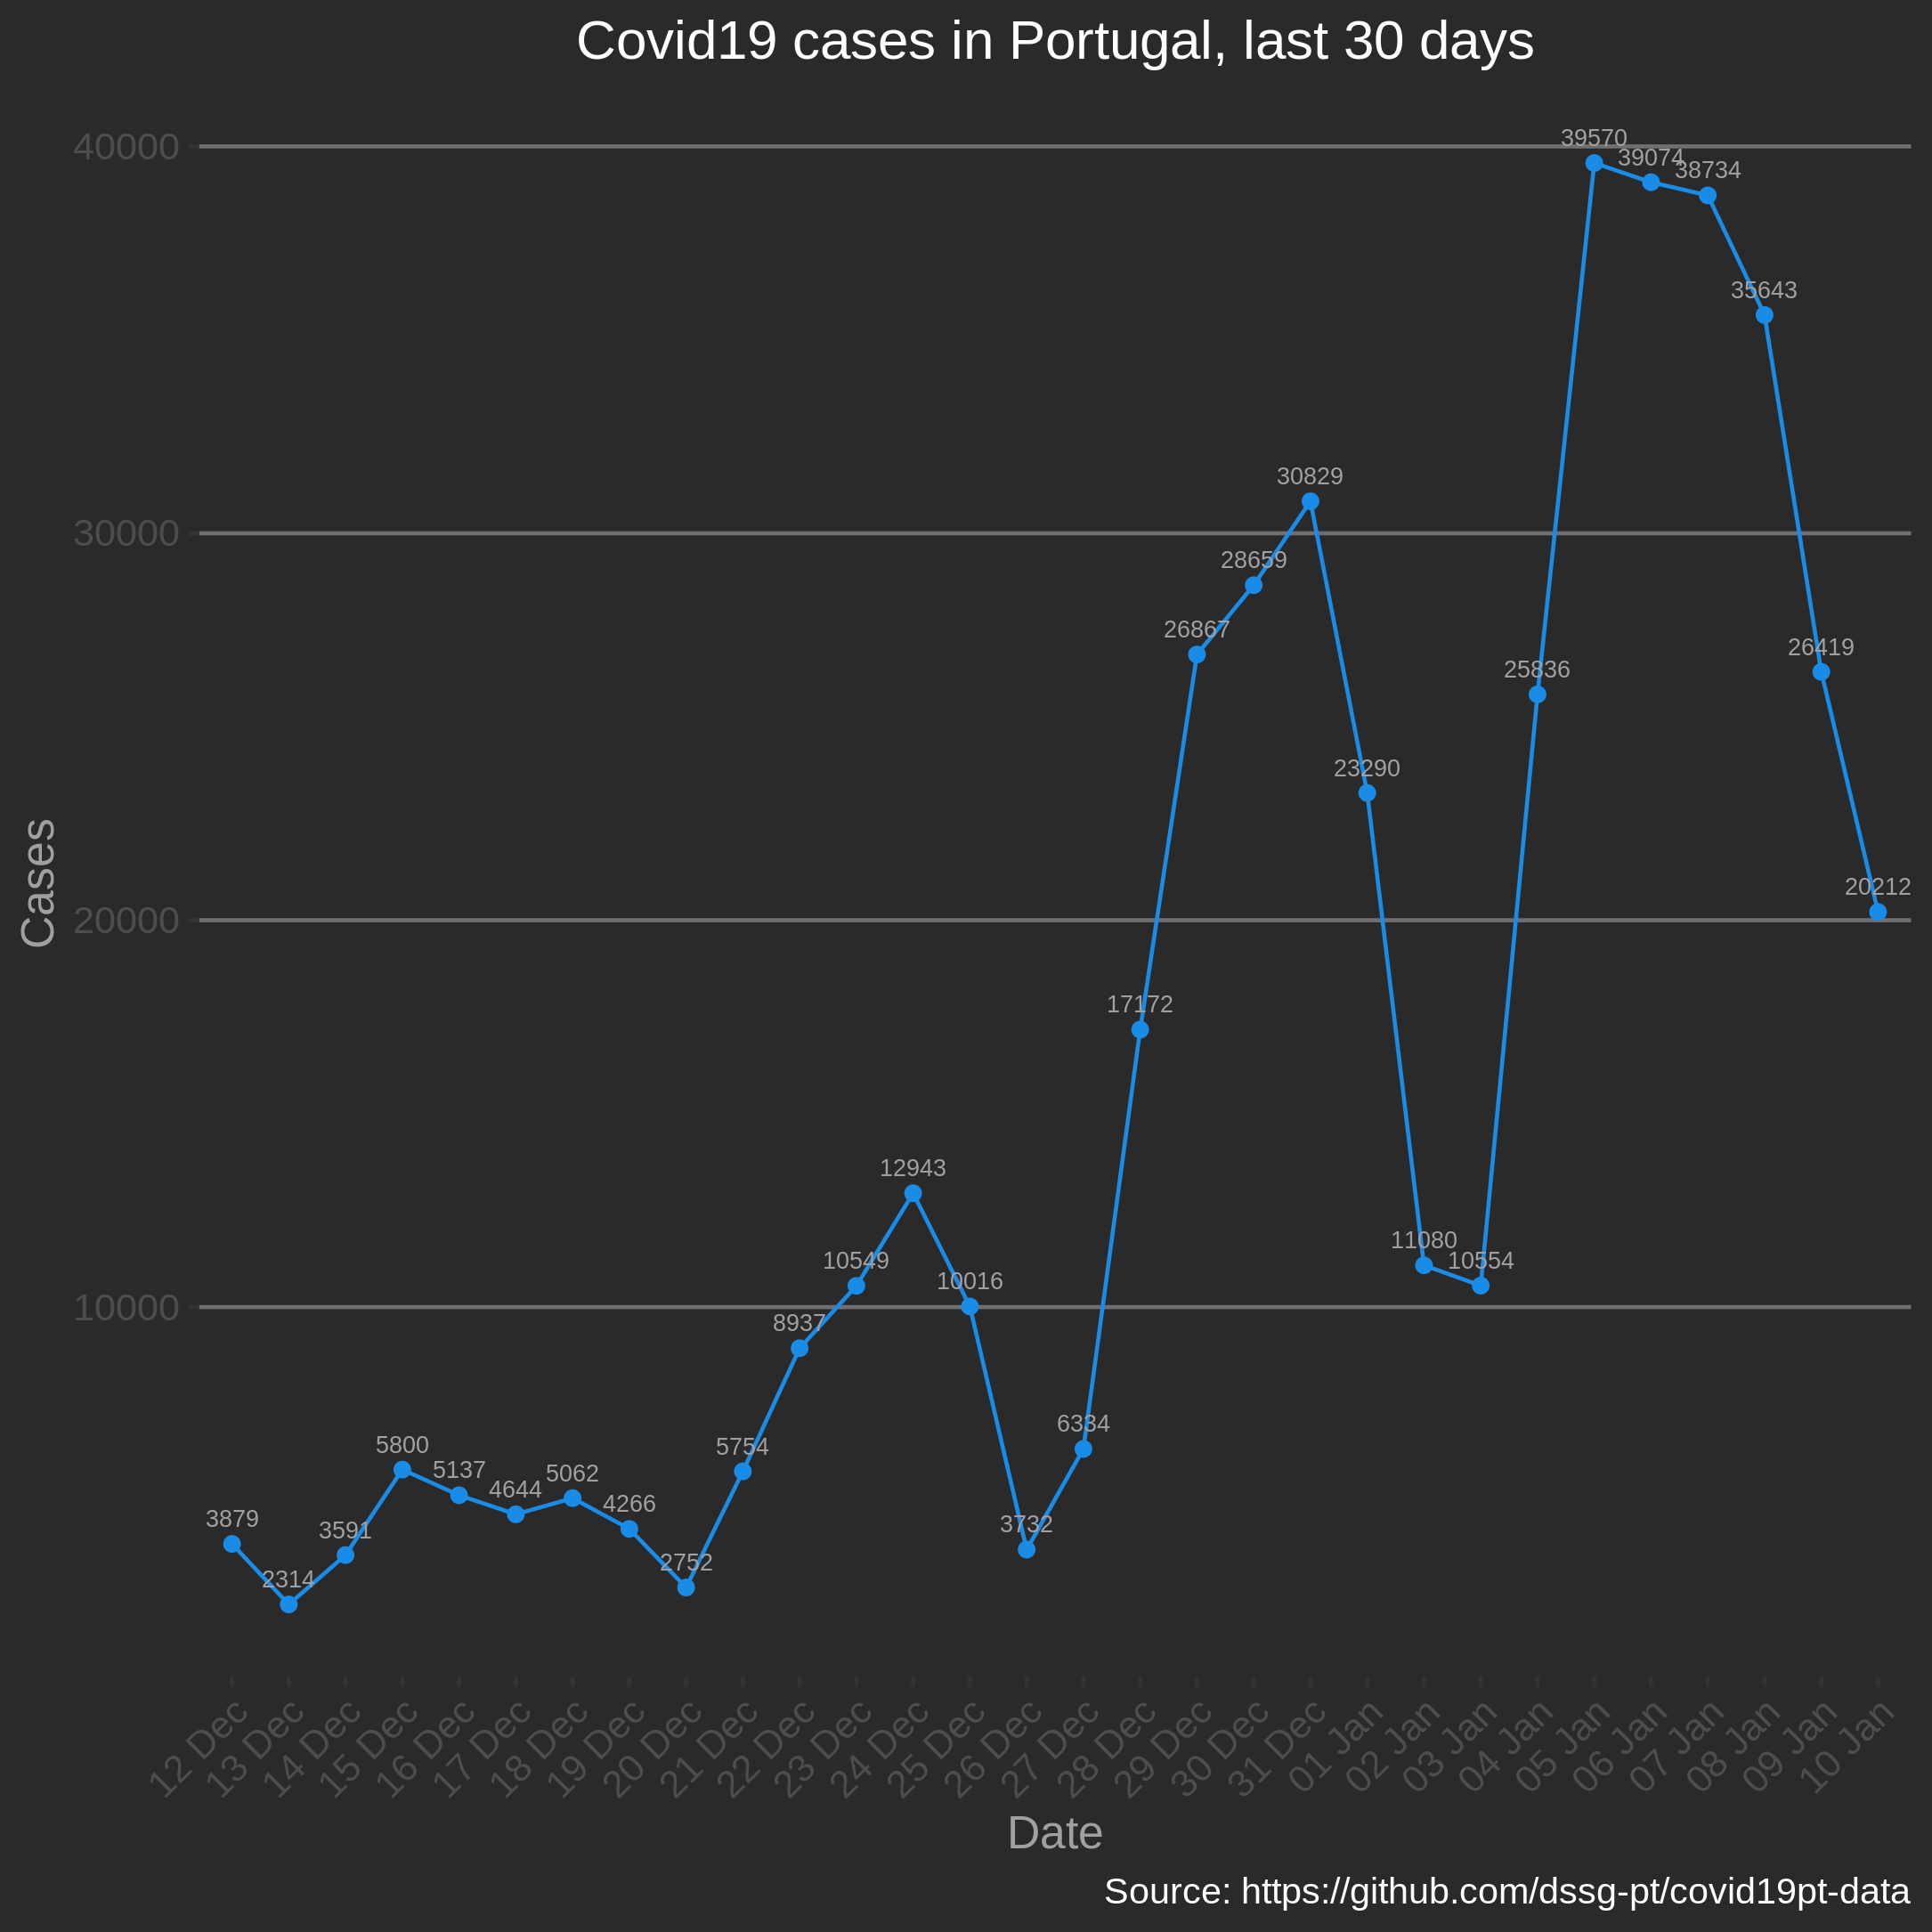 Covid19 cases in Portugal, last 30 days
40000
30000
20000
10000
Cases
3879
2314
3591
5800
5137
4644
5062
4266
2752
5754
8937
10549
12943
10016
3732
6334
17172
26867
28659
30829
23290
11080
10554
25836
39570
39074
38734
35643
26419
20212
12 Dec
13 Dec
14 Dec
15 Dec
16 Dec
17 Dec
18 Dec
19 Dec
20 Dec
21 Dec
22 Dec
23 Dec
24 Dec
25 Dec
26 Dec
27 Dec
28 Dec
29 Dec
30 Dec
31 Dec
01 Jan
02 Jan
03 Jan
04 Jan
05 Jan
06 Jan
07 Jan
08 Jan
09 Jan
10 Jan
Date
Source: https://github.com/dssg-pt/covid19pt-data